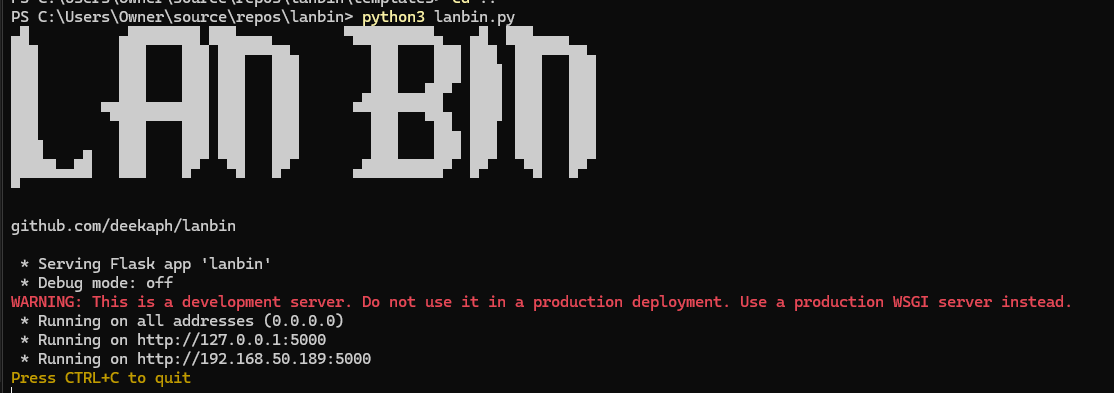 PS C:\Users\Owner\source\repos\lanbin\templates> cd ..
PS C:\Users\Owner\source\repos\lanbin> python3 lanbin.py
LAN BIN
github.com/deekaph/lanbin
* Serving Flask app 'lanbin'
* Debug mode: off
WARNING: This is a development server. Do not use it in a production deployment. Use a production WSGI server instead.
* Running on all addresses (0.0.0.0)
* Running on http://127.0.0.1:5000
* Running on http://192.168.50.189:5000
Press CTRL+C to quit